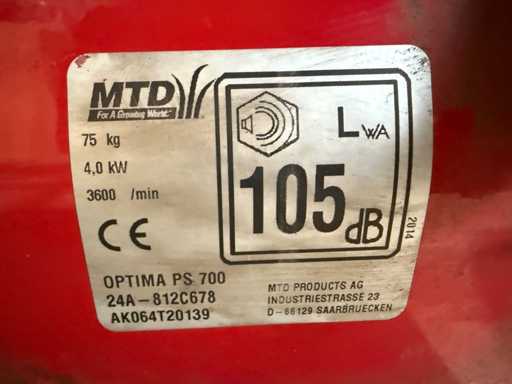 MTD
For A Growing World.
75 kg
4,0 kW
3600 /min
CE
LWA
105 dB
2014
OPTIMA PS 700
24A-812C678
AK064T20139
MTD PRODUCTS AG
INDUSTRIESTRASSE 23
D-66129 SAARBRUECKEN